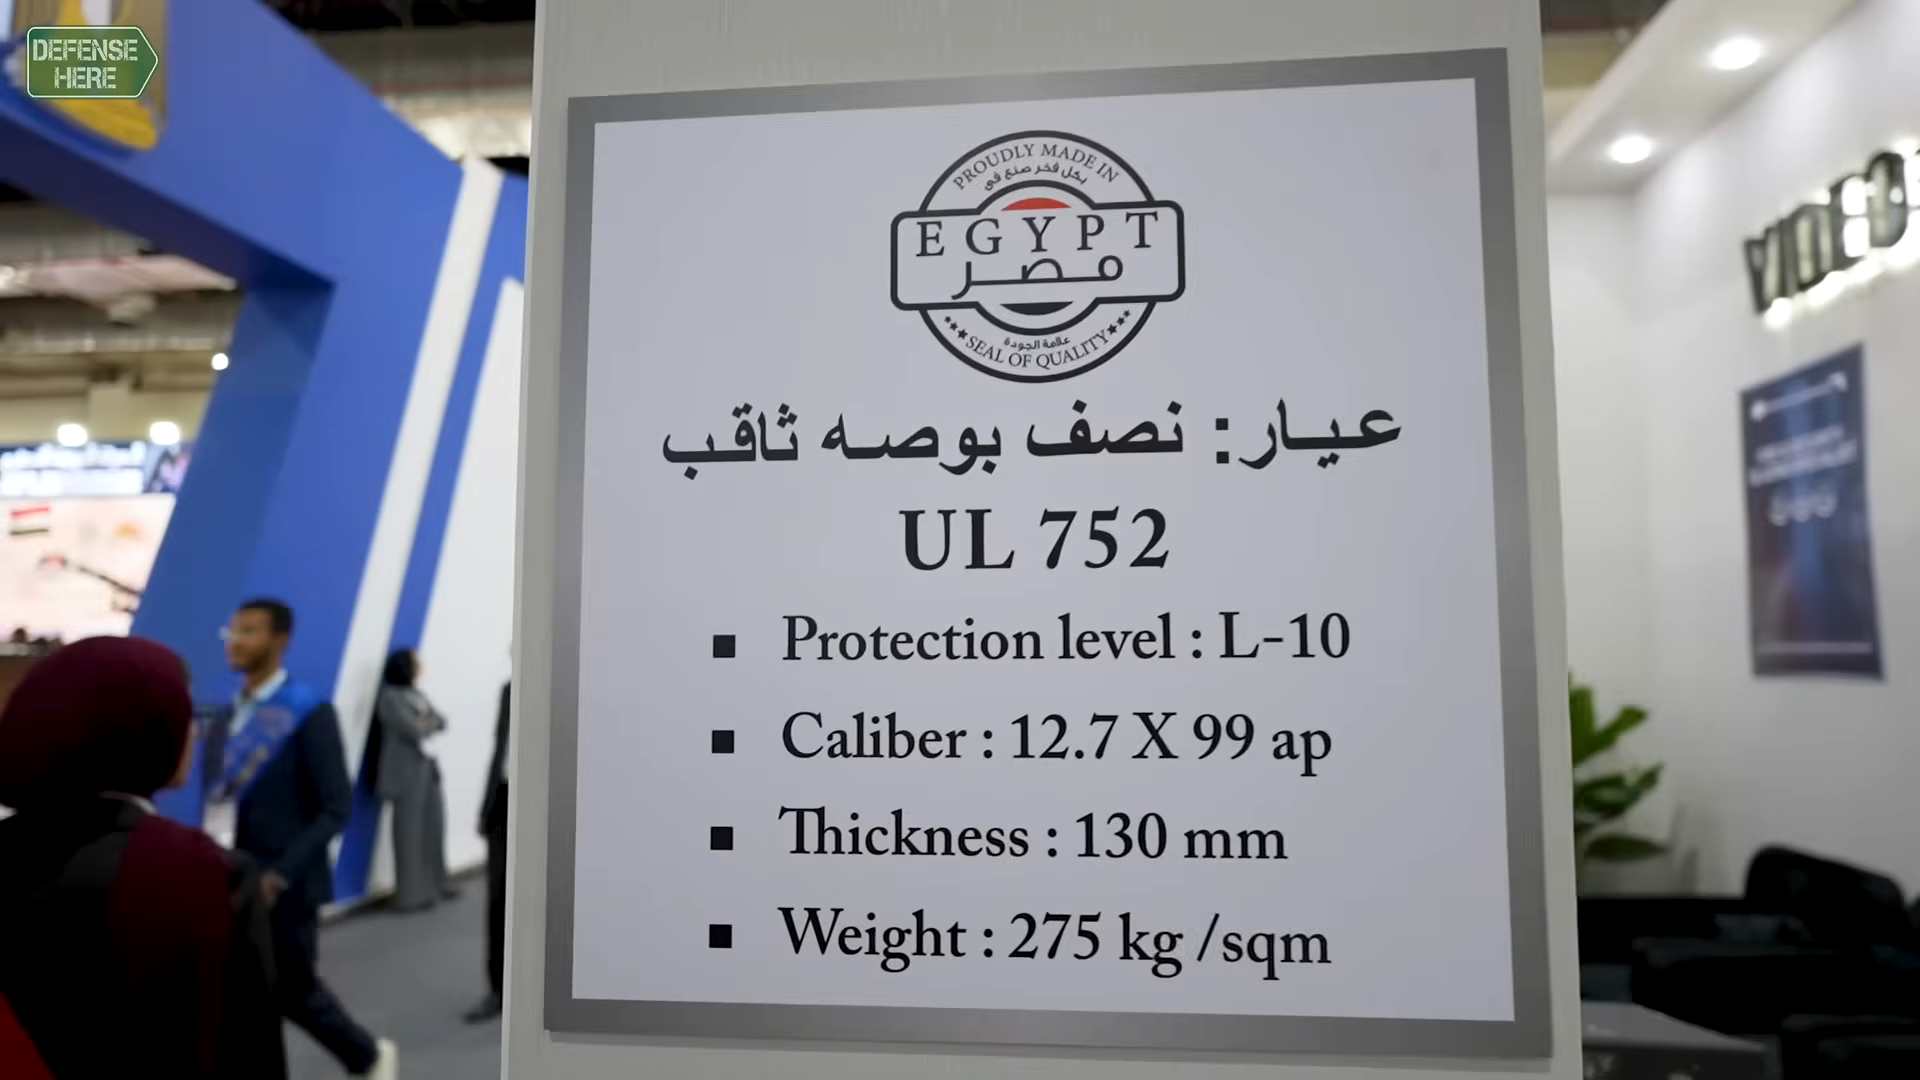 DEFENSE
HERE
PROUDLY MADE IN
بكل فخر صنع في
EGYPT
مصر
علامة الجودة
SEAL OF QUALITY
عيار: نصف بوصه ثاقب
UL 752
▪ Protection level : L-10
▪ Caliber : 12.7 X 99 ap
▪ Thickness : 130 mm
▪ Weight : 275 kg /sqm